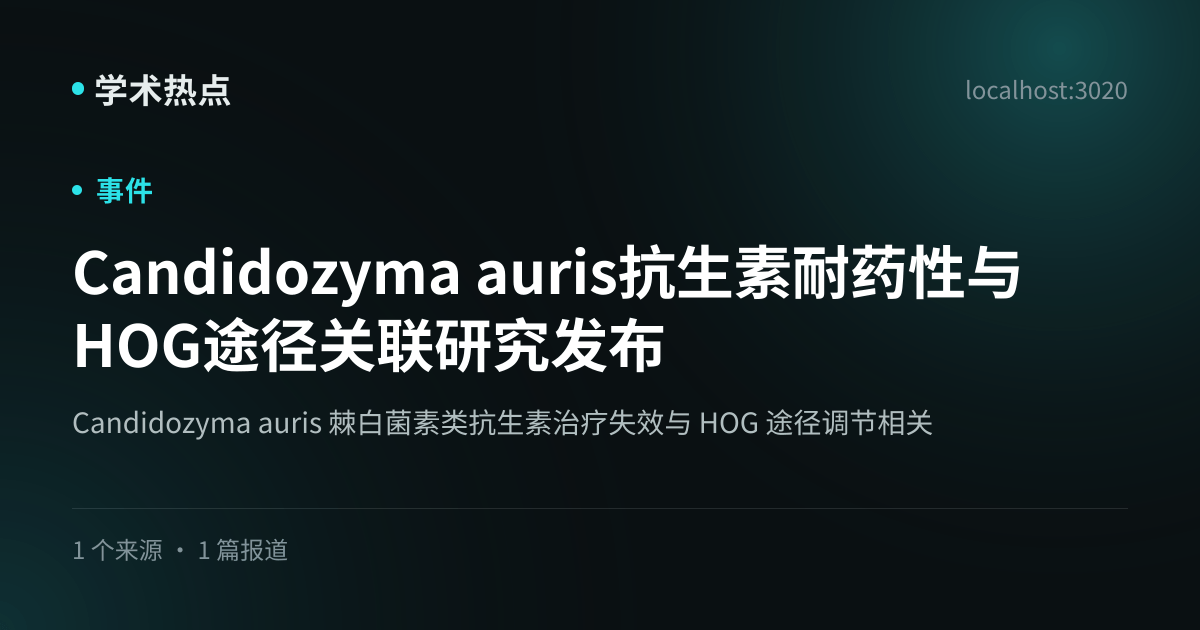 学术热点
localhost:3020
事件
Candidozyma auris抗生素耐药性与
HOG途径关联研究发布
Candidozyma auris 棘白菌素类抗生素治疗失效与 HOG 途径调节相关
1 个来源 · 1 篇报道